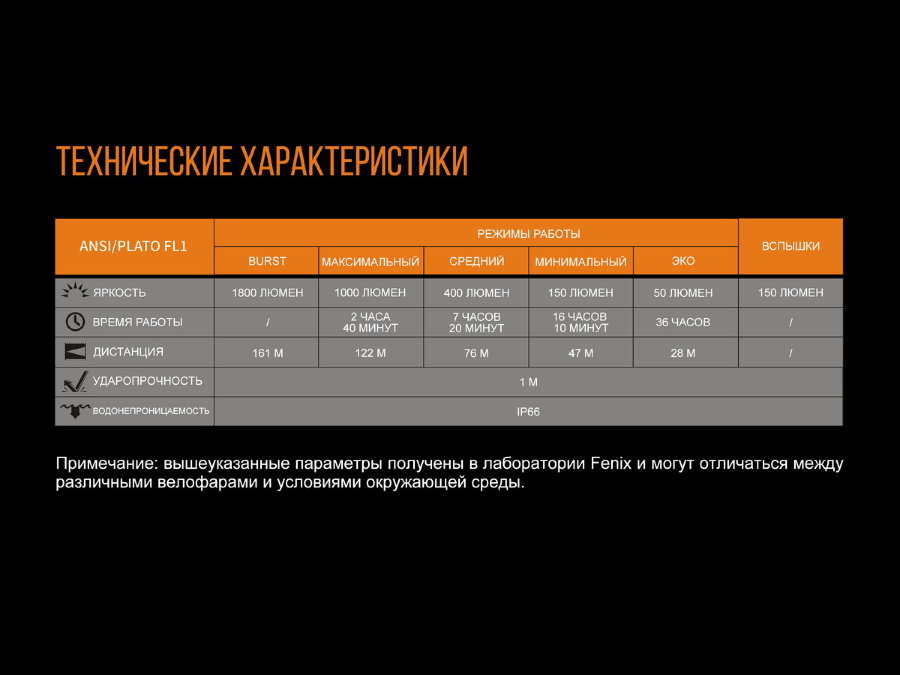 ТЕХНИЧЕСКИЕ ХАРАКТЕРИСТИКИ
ANSI/PLATO FL1
РЕЖИМЫ РАБОТЫ
ВСПЫШКИ
BURST МАКСИМАЛЬНЫЙ СРЕДНИЙ МИНИМАЛЬНЫЙ ЭКО
ЯРКОСТЬ 1800 ЛЮМЕН 1000 ЛЮМЕН 400 ЛЮМЕН 150 ЛЮМЕН 50 ЛЮМЕН 150 ЛЮМЕН
ВРЕМЯ РАБОТЫ / 2 ЧАСА 40 МИНУТ 7 ЧАСОВ 20 МИНУТ 16 ЧАСОВ 10 МИНУТ 36 ЧАСОВ /
ДИСТАНЦИЯ 161 М 122 М 76 М 47 М 28 М /
УДАРОПРОЧНОСТЬ 1 М
ВОДОНЕПРОНИЦАЕМОСТЬ IP66
Примечание: вышеуказанные параметры получены в лаборатории Fenix и могут отличаться между
различными велофарами и условиями окружающей среды.